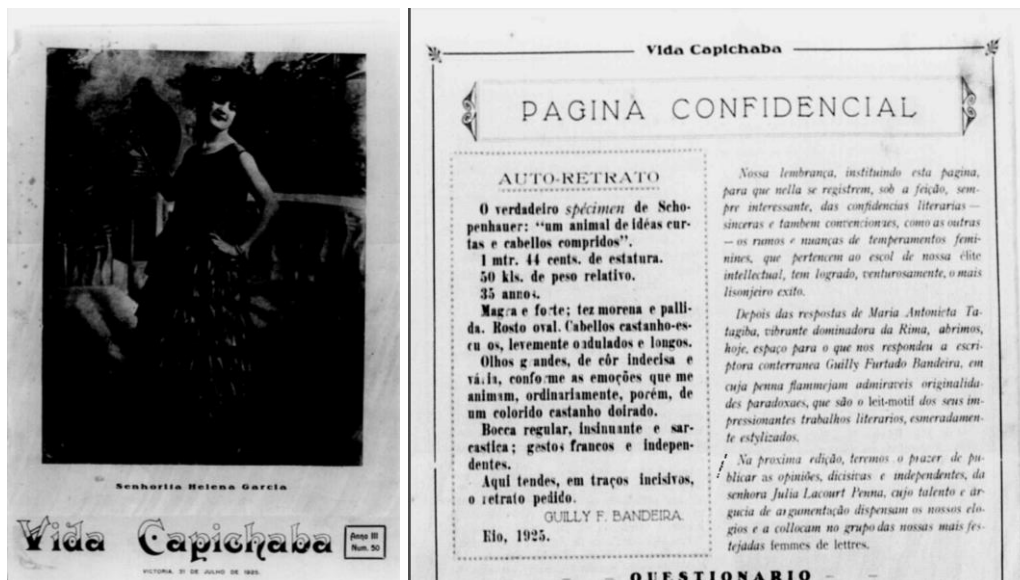 Senhorita Helena Garcia
Vida Capichaba
Anno III
Num. 50
VICTORIA, 31 DE JULHO DE 1925.
Vida Capichaba
PAGINA CONFIDENCIAL
AUTO-RETRATO
O verdadeiro spécimen de Scho-
penhauer: “um animal de idéas cur-
tas e cabellos compridos”.
1 mtr. 44 cents. de estatura.
50 kls. de peso relativo.
35 annos.
Magra e forte; tez morena e palli-
da. Rosto oval. Cabellos castanho-es-
cu os, levemente ondulados e longos.
Olhos grandes, de côr indecisa e
vária, conforme as emoções que me
animam, ordinariamente, porém, de
um colorido castanho doirado.
Bocca regular, insinuante e sar-
castica; gestos francos e indepen-
dentes.
Aqui tendes, em traços incisivos,
o retrato pedido.
GUILLY F. BANDEIRA.
Rio, 1925.
Nossa lembrança, instituindo esta pagina,
para que nella se registrem, sob a feição, sem-
pre interessante, das confidencias literarias —
sinceras e tambem convencionaes, como as outras
— os rumos e nuanças de temperamentos femi-
ninos, que pertencem ao escol de nossa élite
intellectual, tem logrado, venturosamente, o mais
lisonjeiro exito.
Depois das respostas de Maria Antonieta Ta-
tagiba, vibrante dominadora da Rima, abrimos,
hoje, espaço para o que nos respondeu a escri-
ptora conterranea Guilly Furtado Bandeira, em
cuja penna flammejam admiraveis originalida-
des paradoxaes, que são o leit-motif dos seus im-
pressionantes trabalhos literarios, esmeradamen-
te estylizados.
Na proxima edição, teremos o prazer de pu-
blicar as opiniões, dicisivas e independentes, da
senhora Julia Lacourt Penna, cujo talento e ar-
gucia de argumentação dispensam os nossos elo-
gios e a collocam no grupo das nossas mais fes-
tejadas femmes de lettres.
QUESTIONARIO